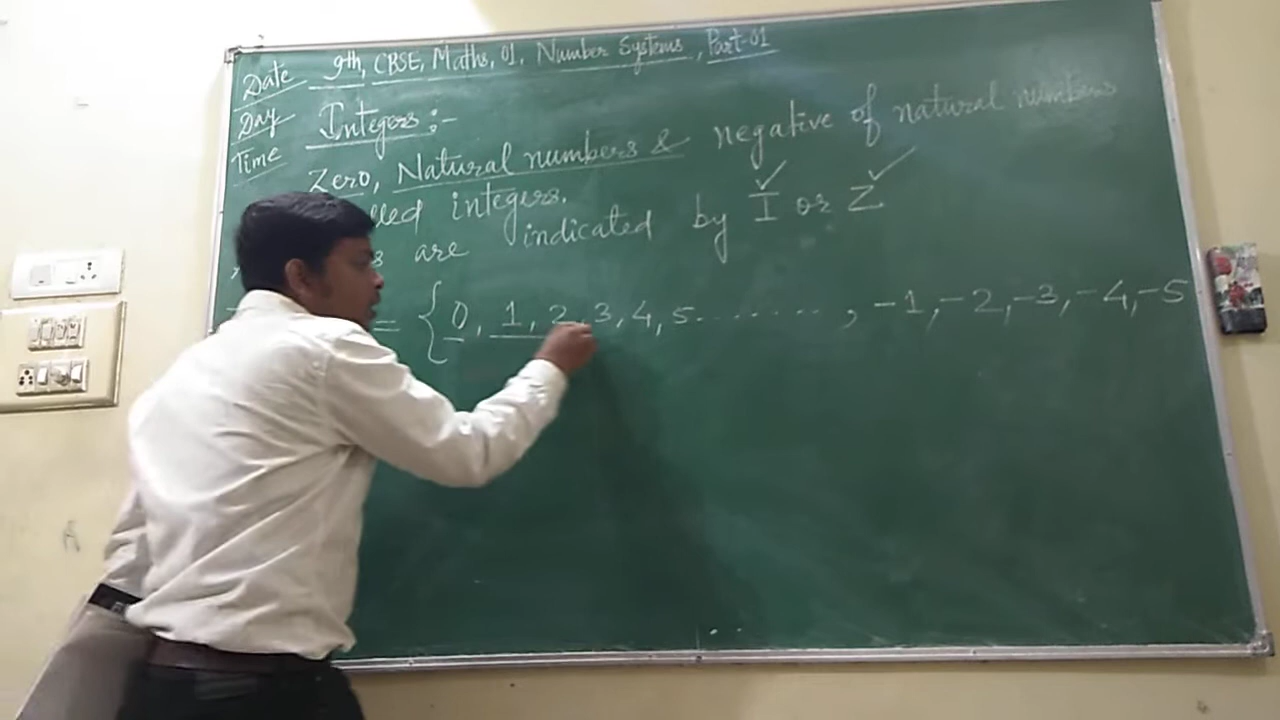 Date 9th, CBSE, Maths, 01, Number Systems, Part-01
Day Integers :-
Time
Zero, Natural numbers & negative of natural numbers
integers.
are indicated by I or Z
= {0, 1, 2, 3, 4, 5........, -1, -2, -3, -4, -5